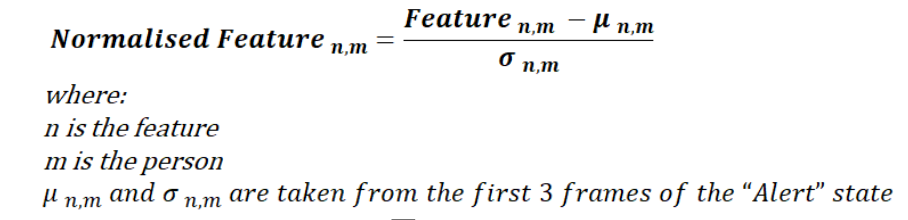 Normalised Feature n,m = Feature n,m − μ n,m / σ n,m
where:
n is the feature
m is the person
μ n,m and σ n,m are taken from the first 3 frames of the “Alert” state